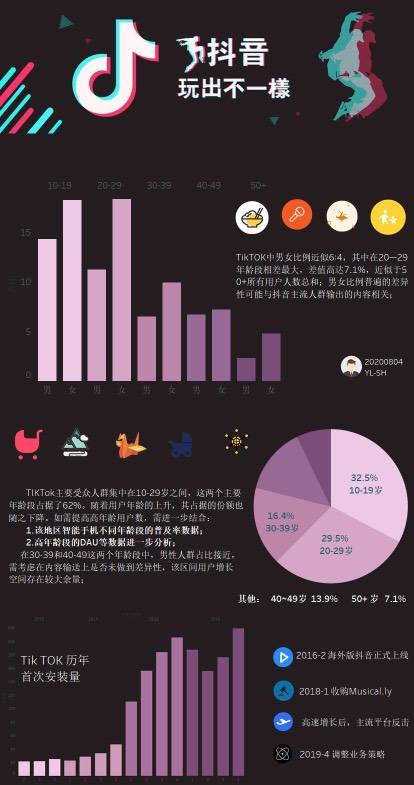 抖音
玩出不一樣
10-19 20-29 30-39 40-49 50+
15
10
5
0
男 女 男 女 男 女 男 女 男 女
TikTOK中男女比例近似6:4，其中在20—29
年龄段相差最大，差值高达7.1%，近似于5
0+所有用户人数总和；男女比例普遍的差异
性可能与抖音主流人群输出的内容相关；
20200804
YL-SH
TIKTok主要受众人群集中在10-29岁之间，这两个主要
年龄段占据了62%。随着用户年龄的上升，其占据的份额也
随之下降。如需提高高年龄用户数，需进一步结合：
1.该地区智能手机不同年龄段的普及率数据；
2.高年龄段的DAU等数据进一步分析；
在30-39和40-49这两个年龄段中，男性人群占比接近，
需考虑在内容输送上是否未做到差异性，该区间用户增长
空间存在较大余量；
32.5%
10-19岁
16.4%
30-39岁
29.5%
20-29岁
其他： 40~49岁 13.9% 50+ 岁 7.1%
Tik TOK 历年
首次安装量
2016-2 海外版抖音正式上线
2018-1 收购Musical.ly
高速增长后，主流平台反击
2019-4 调整业务策略